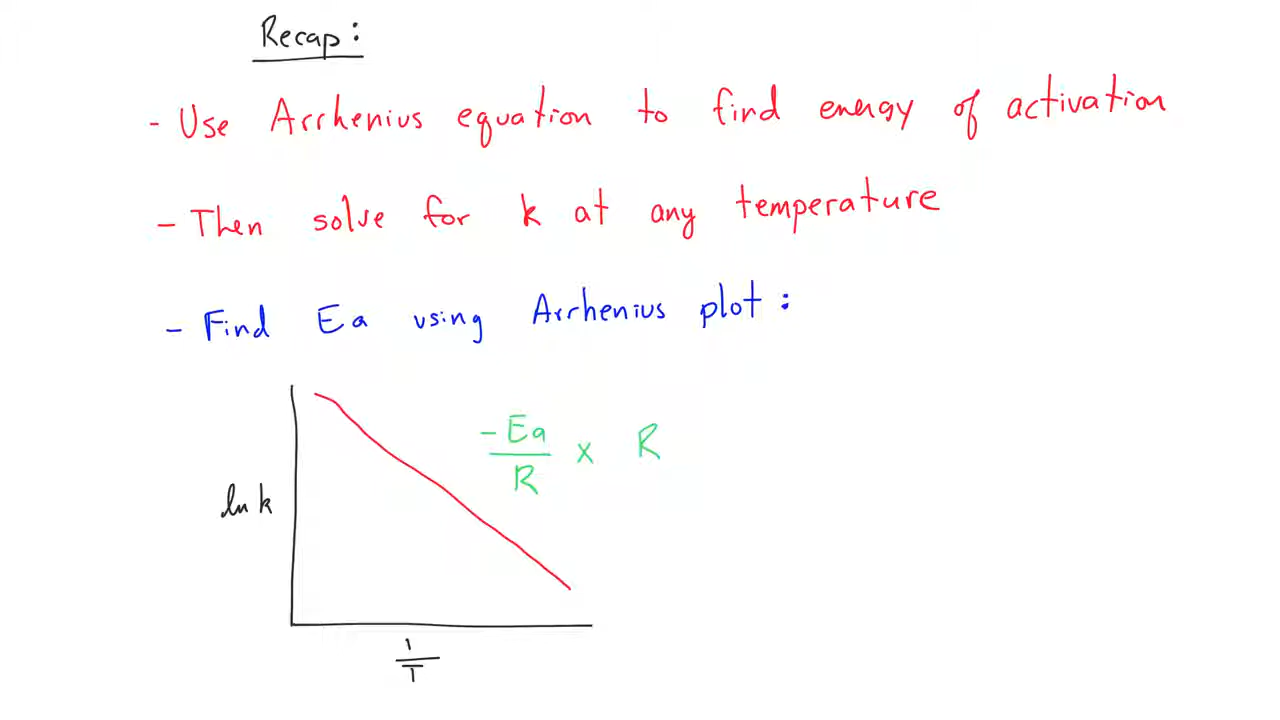 Recap:
- Use Arrhenius equation to find energy of activation
- Then solve for k at any temperature
- Find Ea using Arrhenius plot:
-Ea
R
x R
ln k
1
T